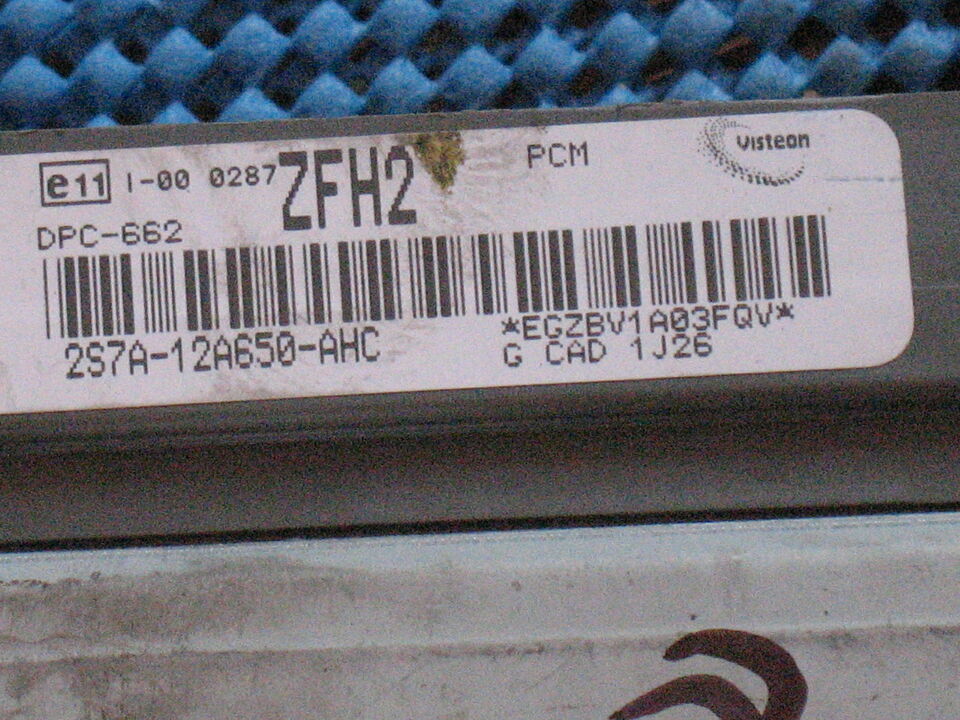 e11 I-00 0287 ZFH2 PCM Visteon
DPC-662
2S7A-12A650-AHC *EGZBV1A03FQV*
G CAD 1J26